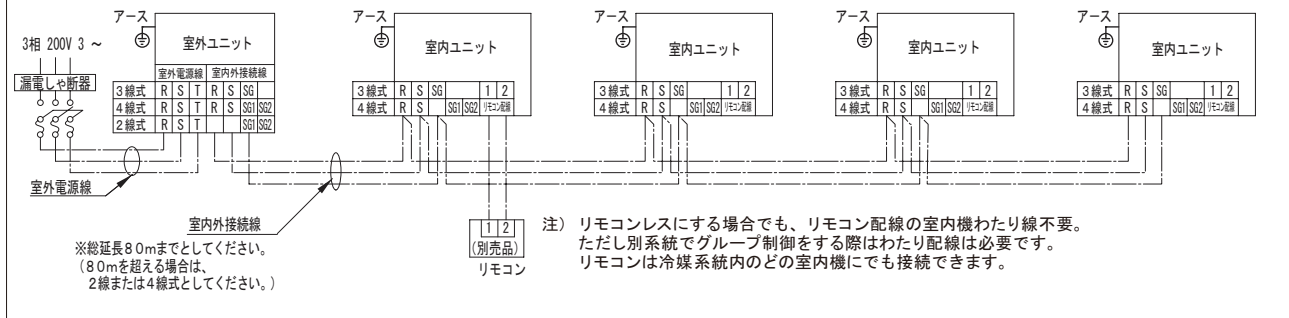 アース
アース
アース
アース
アース
3相 200V 3 ~
室外ユニット
室内ユニット
室内ユニット
室内ユニット
室内ユニット
漏電しゃ断器
室外電源線 室内外接続線
3線式 R S T R S SG
4線式 R S T R S SG1 SG2
2線式 R S T SG1 SG2
3線式 R S SG 1 2
4線式 R S SG1 SG2 リモコン配線
3線式 R S SG 1 2
4線式 R S SG1 SG2 リモコン配線
3線式 R S SG 1 2
4線式 R S SG1 SG2 リモコン配線
3線式 R S SG 1 2
4線式 R S SG1 SG2 リモコン配線
室外電源線
室内外接続線
※総延長80mまでとしてください。
(80mを超える場合は、
2線または4線式としてください。)
1 2
(別売品)
リモコン
注) リモコンレスにする場合でも、リモコン配線の室内機わたり線不要。
ただし別系統でグループ制御をする際はわたり配線は必要です。
リモコンは冷媒系統内のどの室内機にでも接続できます。